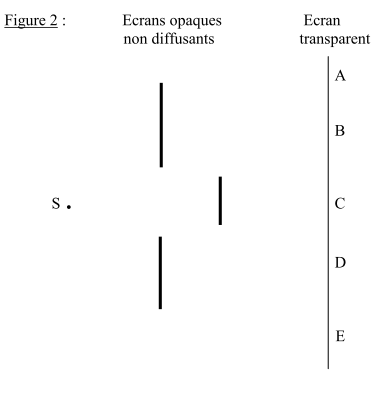 Figure 2 : Ecrans opaques Ecran
non diffusants transparent
A
B
S C
D
E